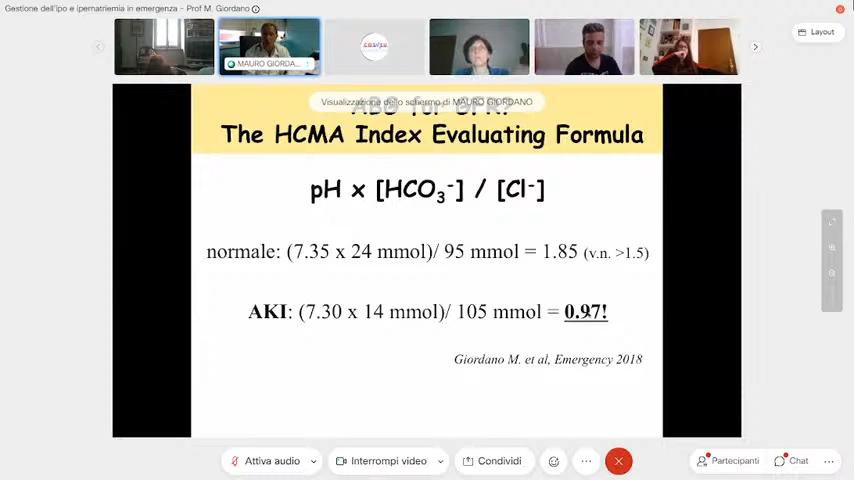 Gestione dell'ipo e ipernatriemia in emergenza - Prof M. Giordano
Layout
MAURO GIORDA...
Visualizzazione dello schermo di MAURO GIORDANO
ABG for GFR?
The HCMA Index Evaluating Formula
pH x [HCO₃⁻] / [Cl⁻]
normale: (7.35 x 24 mmol)/ 95 mmol = 1.85 (v.n. >1.5)
AKI: (7.30 x 14 mmol)/ 105 mmol = 0.97!
Giordano M. et al, Emergency 2018
Attiva audio
Interrompi video
Condividi
Partecipanti
Chat